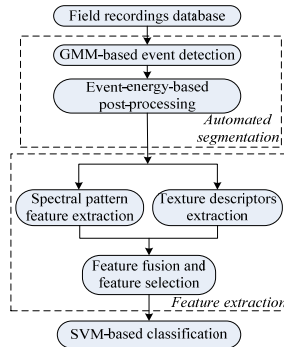 Field recordings database
GMM-based event detection
Event-energy-based
post-processing
Automated
segmentation
Spectral pattern
feature extraction
Texture descriptors
extraction
Feature fusion and
feature selection
Feature extraction
SVM-based classification